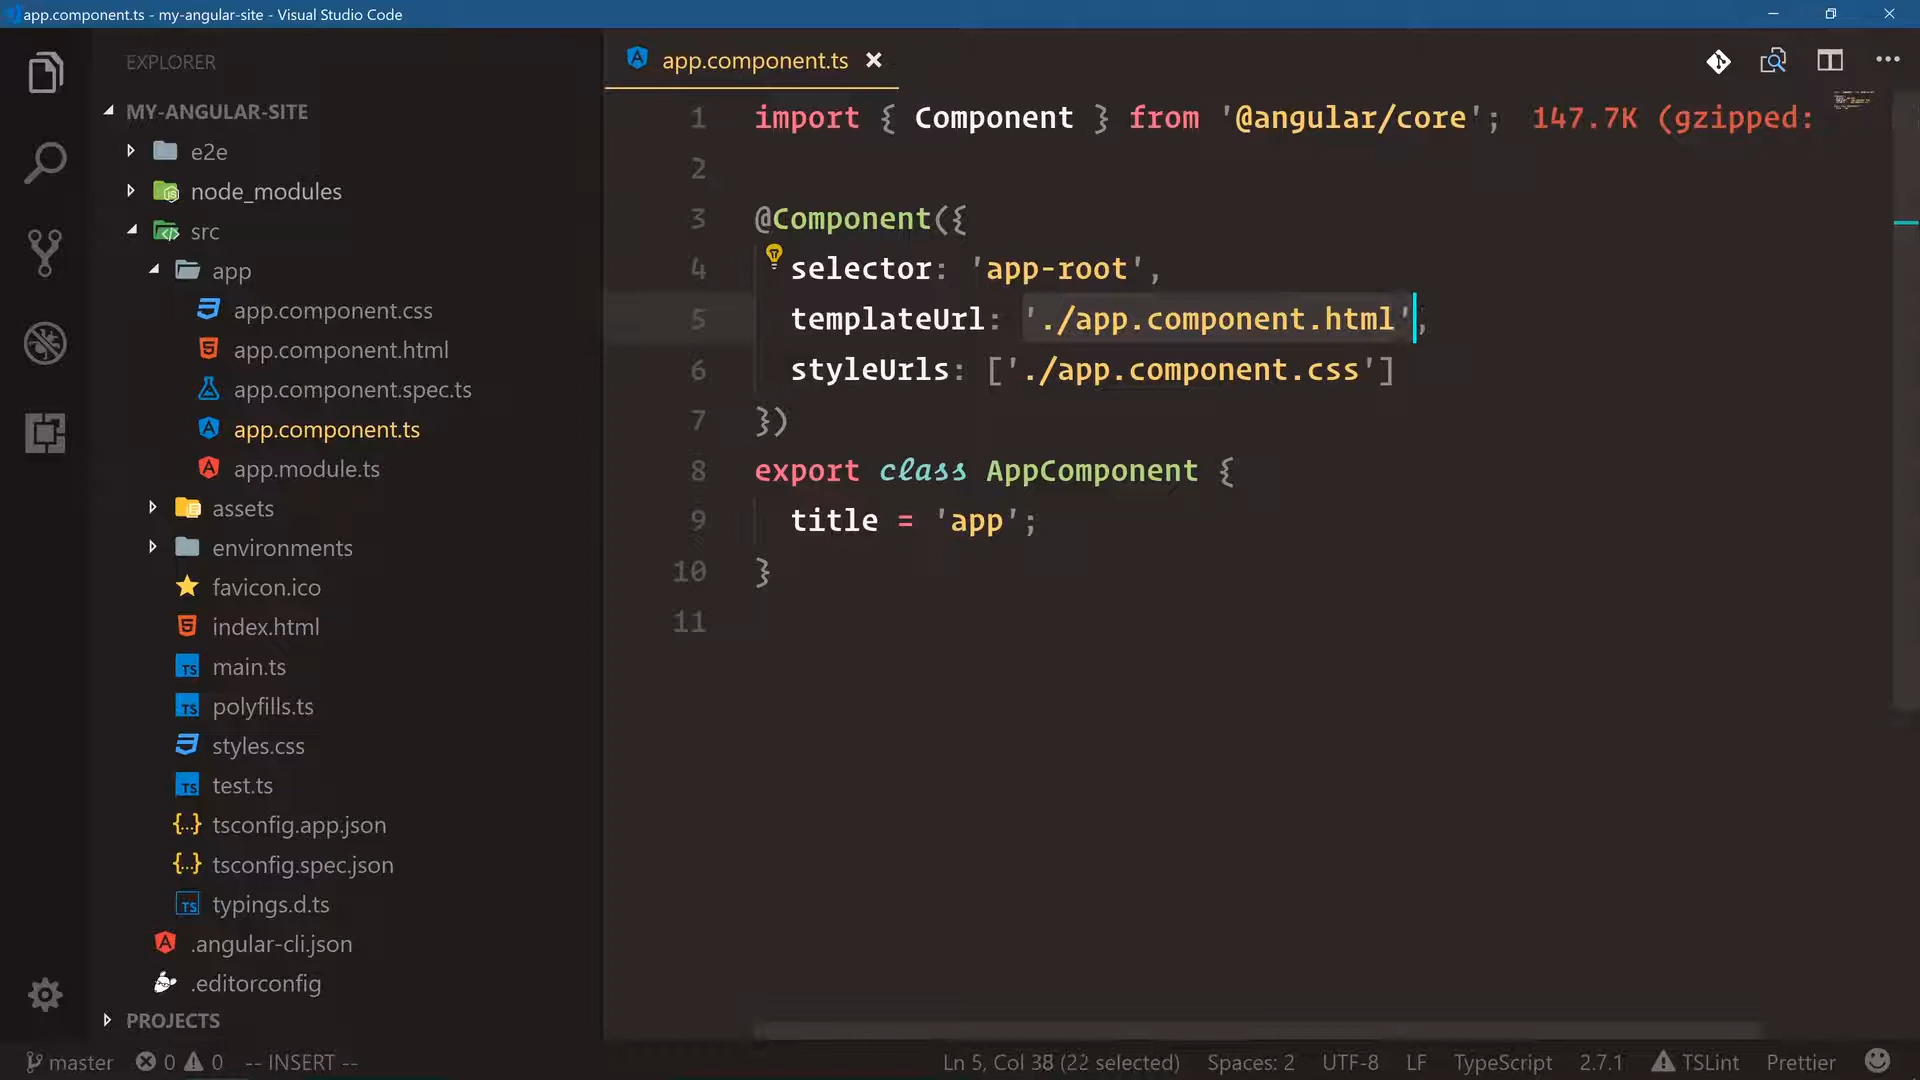 app.component.ts - my-angular-site - Visual Studio Code
EXPLORER
MY-ANGULAR-SITE
e2e
node_modules
src
app
app.component.css
app.component.html
app.component.spec.ts
app.component.ts
app.module.ts
assets
environments
favicon.ico
index.html
main.ts
polyfills.ts
styles.css
test.ts
tsconfig.app.json
tsconfig.spec.json
typings.d.ts
.angular-cli.json
.editorconfig
PROJECTS
app.component.ts
1 import { Component } from '@angular/core'; 147.7K (gzipped:
2
3 @Component({
4 selector: 'app-root',
5 templateUrl: './app.component.html',
6 styleUrls: ['./app.component.css']
7 })
8 export class AppComponent {
9 title = 'app';
10 }
11
master 0 0 -- INSERT -- Ln 5, Col 38 (22 selected) Spaces: 2 UTF-8 LF TypeScript 2.7.1 TSLint Prettier